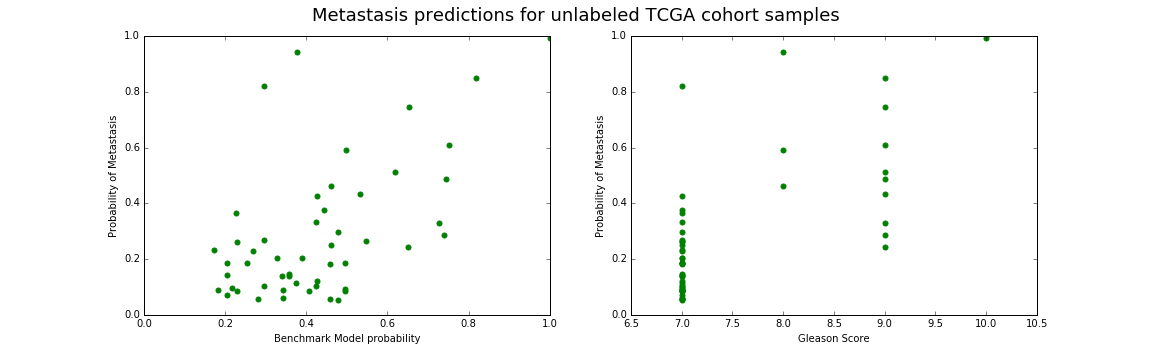 Metastasis predictions for unlabeled TCGA cohort samples
Probability of Metastasis
1.0
0.8
0.6
0.4
0.2
0.0
0.0 0.2 0.4 0.6 0.8 1.0
Benchmark Model probability
Probability of Metastasis
1.0
0.8
0.6
0.4
0.2
0.0
6.5 7.0 7.5 8.0 8.5 9.0 9.5 10.0 10.5
Gleason Score